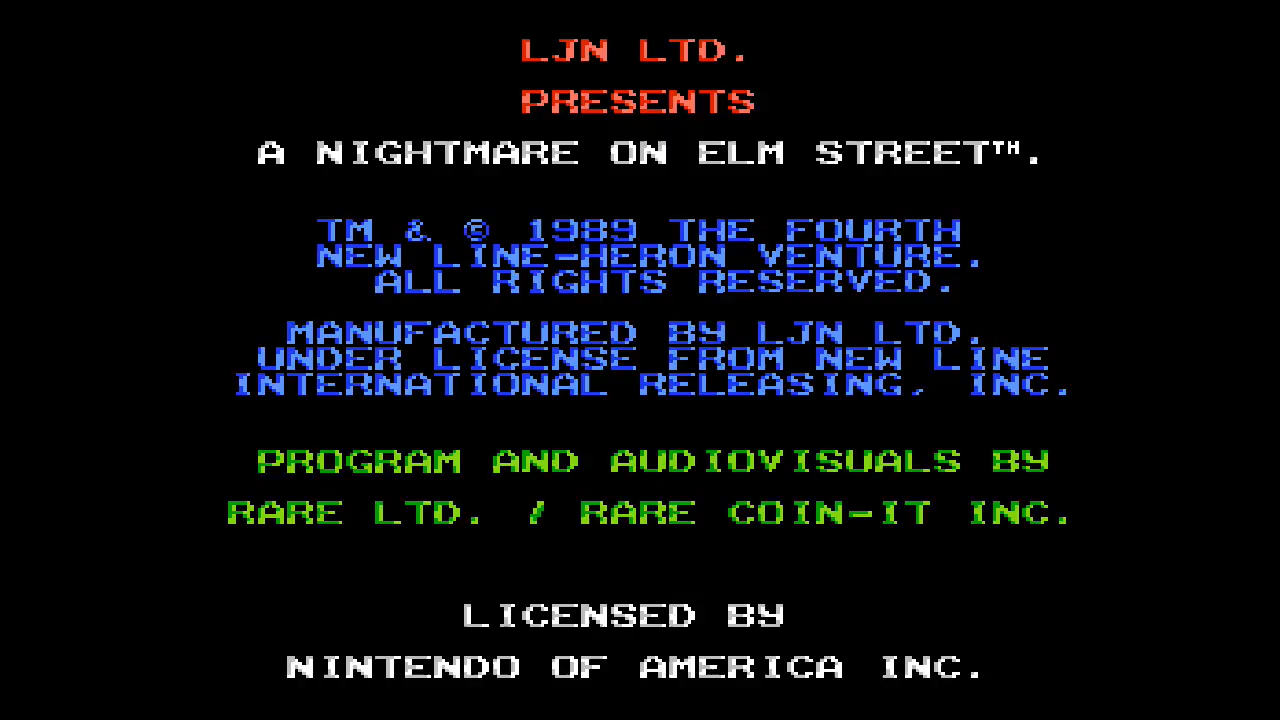 LJN LTD.
PRESENTS
A NIGHTMARE ON ELM STREET™.
TM & © 1989 THE FOURTH
NEW LINE-HERON VENTURE.
ALL RIGHTS RESERVED.
MANUFACTURED BY LJN LTD.
UNDER LICENSE FROM NEW LINE
INTERNATIONAL RELEASING, INC.
PROGRAM AND AUDIOVISUALS BY
RARE LTD. / RARE COIN-IT INC.
LICENSED BY
NINTENDO OF AMERICA INC.